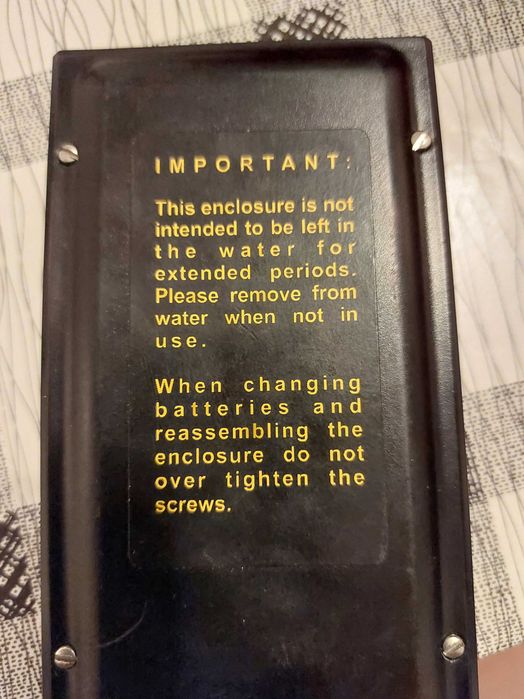 IMPORTANT:
This enclosure is not
intended to be left in
the water for
extended periods.
Please remove from
water when not in
use.
When changing
batteries and
reassembling the
enclosure do not
over tighten the
screws.